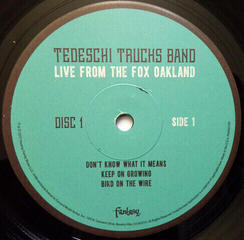 TEDESCHI TRUCKS BAND
LIVE FROM THE FOX OAKLAND
DISC 1
SIDE 1
DON'T KNOW WHAT IT MEANS
KEEP ON GROWING
BIRD ON THE WIRE
Fantasy